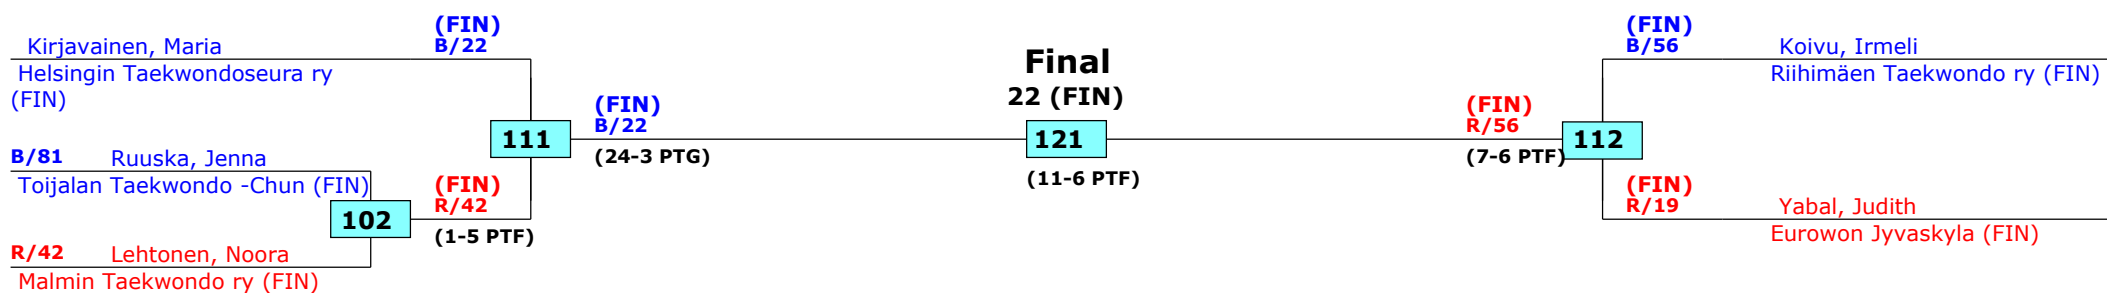 Kirjavainen, Maria
Helsingin Taekwondoseura ry
(FIN)
(FIN)
B/22
B/81 Ruuska, Jenna
Toijalan Taekwondo -Chun (FIN)
R/42 Lehtonen, Noora
Malmin Taekwondo ry (FIN)
102
(FIN)
R/42
(1-5 PTF)
111
(FIN)
B/22
(24-3 PTG)
Final
22 (FIN)
121
(11-6 PTF)
(FIN)
R/56
(7-6 PTF)
112
(FIN)
B/56
Koivu, Irmeli
Riihimäen Taekwondo ry (FIN)
(FIN)
R/19
Yabal, Judith
Eurowon Jyvaskyla (FIN)